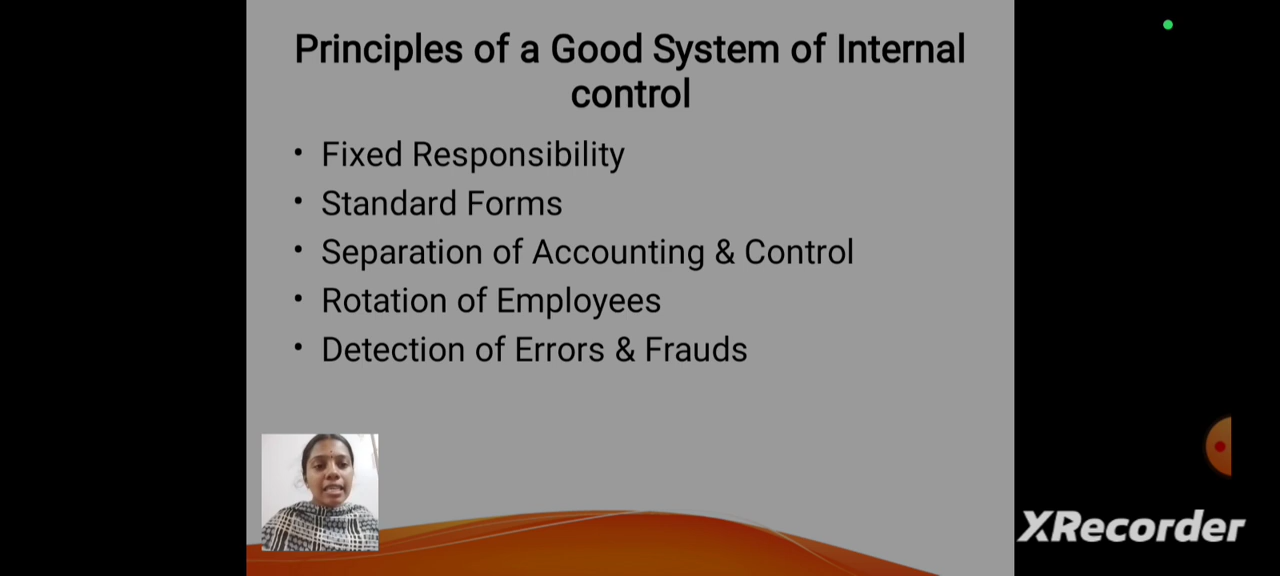 Principles of a Good System of Internal
control
• Fixed Responsibility
• Standard Forms
• Separation of Accounting & Control
• Rotation of Employees
• Detection of Errors & Frauds
XRecorder